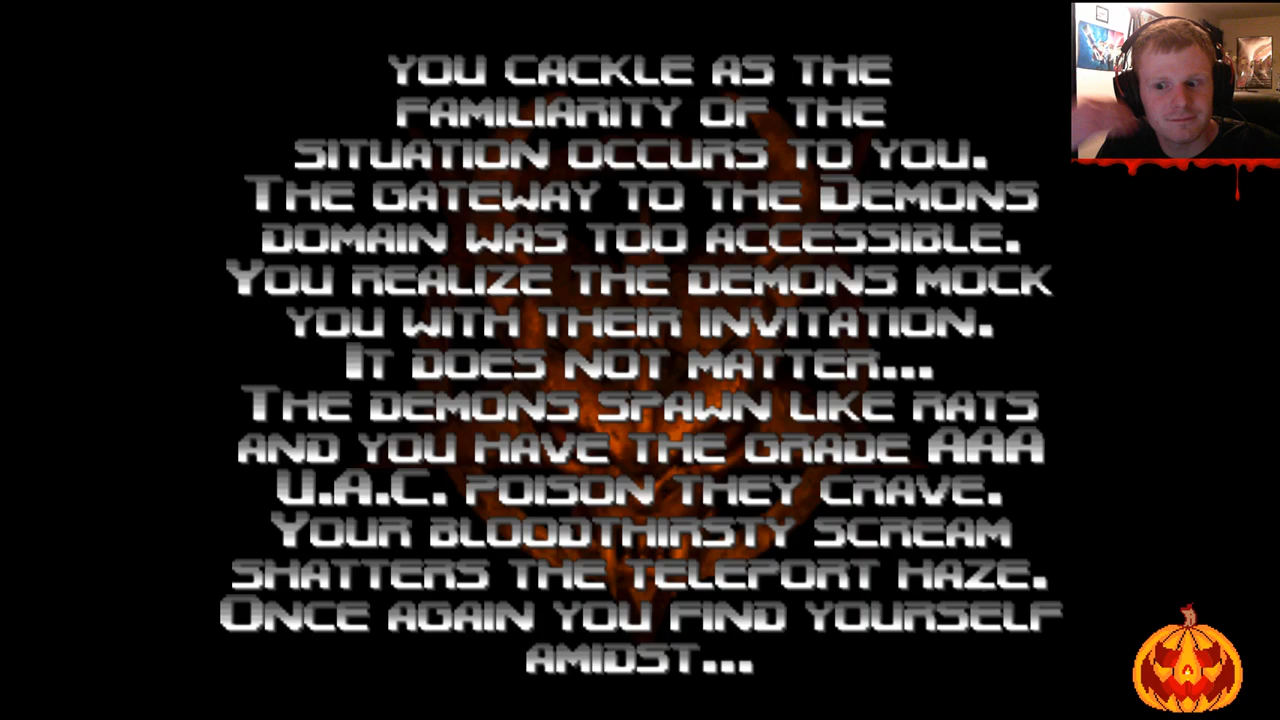 YOU CACKLE AS THE
FAMILIARITY OF THE
SITUATION OCCURS TO YOU.
THE GATEWAY TO THE DEMONS
DOMAIN WAS TOO ACCESSIBLE.
YOU REALIZE THE DEMONS MOCK
YOU WITH THEIR INVITATION.
IT DOES NOT MATTER...
THE DEMONS SPAWN LIKE RATS
AND YOU HAVE THE GRADE AAA
U.A.C. POISON THEY CRAVE.
YOUR BLOODTHIRSTY SCREAM
SHATTERS THE TELEPORT HAZE.
ONCE AGAIN YOU FIND YOURSELF
AMIDST...